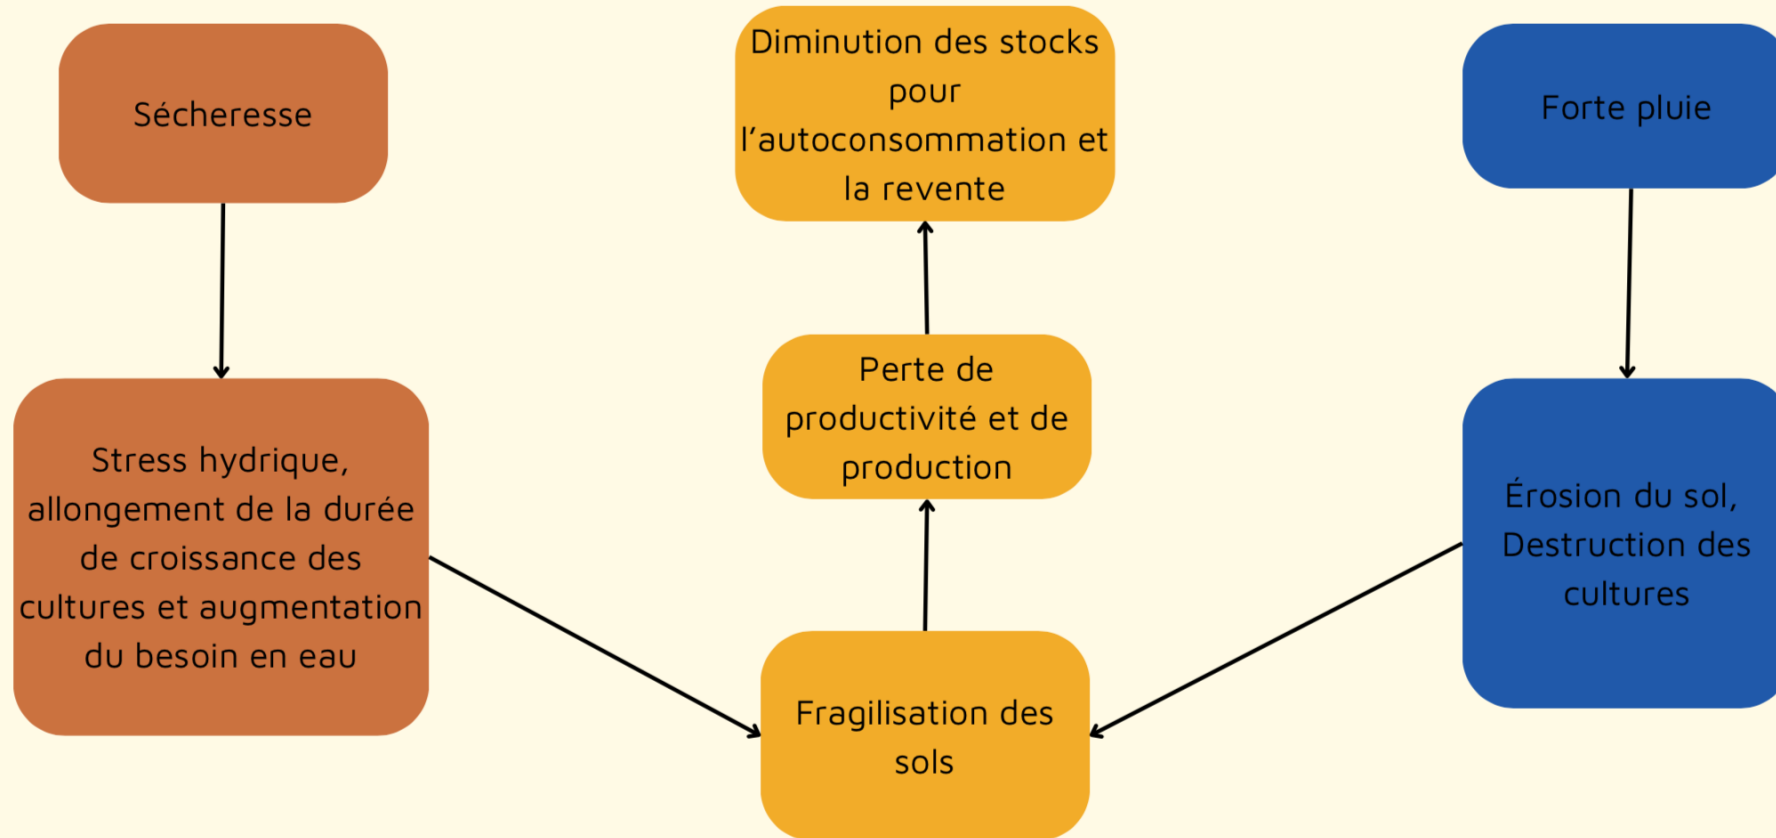 Sécheresse
Diminution des stocks
pour
l’autoconsommation et
la revente
Forte pluie
Stress hydrique,
allongement de la durée
de croissance des
cultures et augmentation
du besoin en eau
Perte de
productivité et de
production
Érosion du sol,
Destruction des
cultures
Fragilisation des
sols